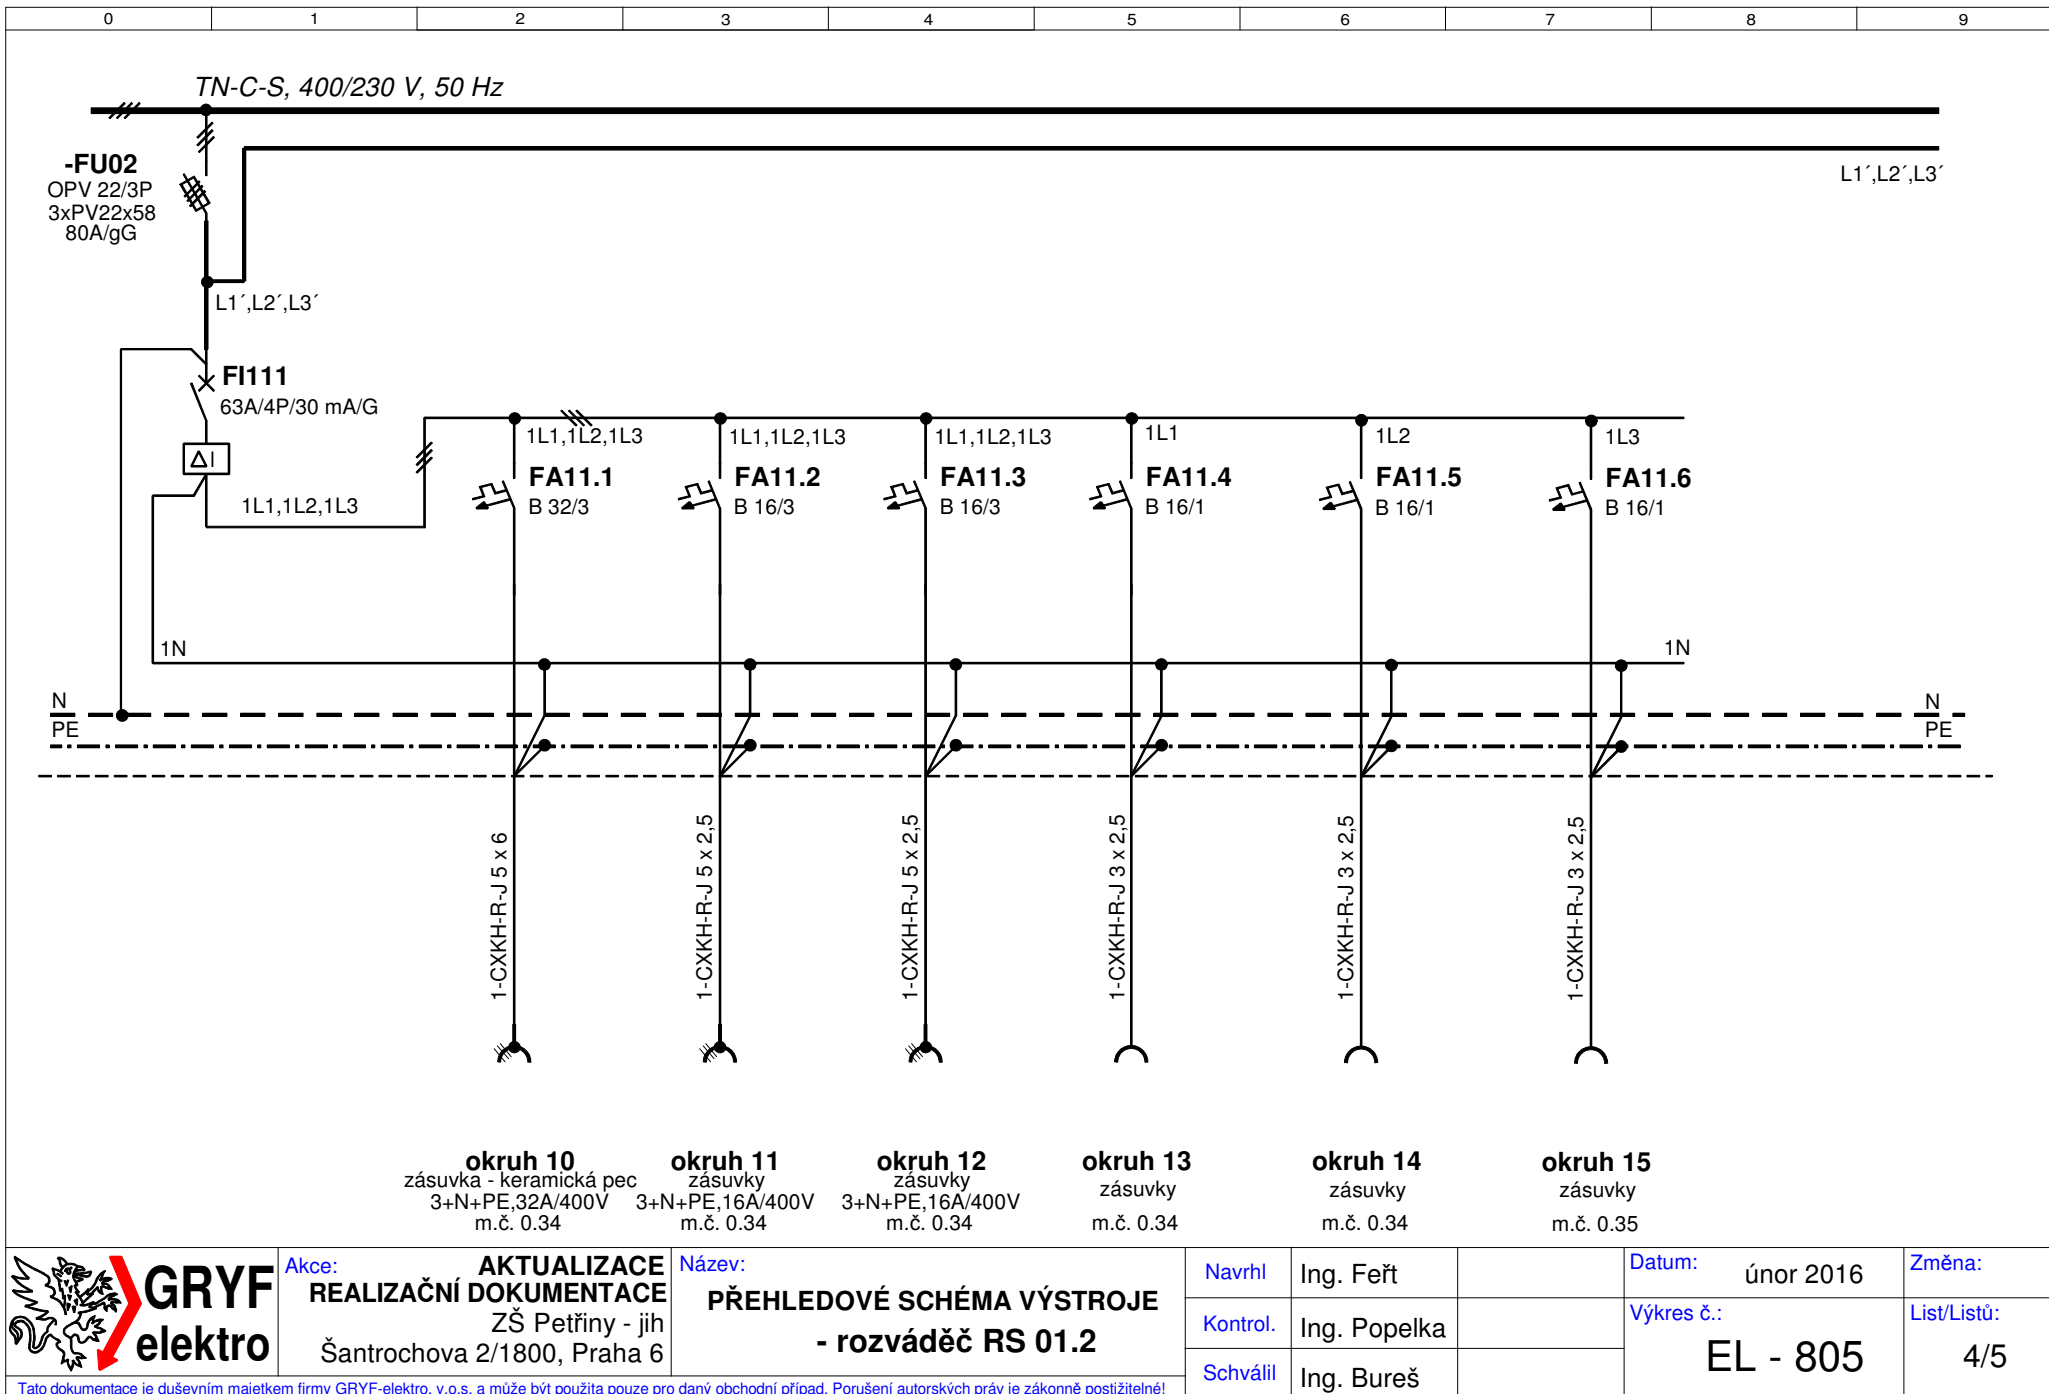 0 1 2 3 4 5 6 7 8 9
TN-C-S, 400/230 V, 50 Hz
-FU02
OPV 22/3P
3xPV22x58
80A/gG
L1´,L2´,L3´
L1´,L2´,L3´
FI111
63A/4P/30 mA/G
ΔI
1L1,1L2,1L3
1L1,1L2,1L3
FA11.1
B 32/3
1L1,1L2,1L3
FA11.2
B 16/3
1L1,1L2,1L3
FA11.3
B 16/3
1L1
FA11.4
B 16/1
1L2
FA11.5
B 16/1
1L3
FA11.6
B 16/1
1N
1N
N
PE
N
PE
1-CXKH-R-J 5 x 6
1-CXKH-R-J 5 x 2,5
1-CXKH-R-J 5 x 2,5
1-CXKH-R-J 3 x 2,5
1-CXKH-R-J 3 x 2,5
1-CXKH-R-J 3 x 2,5
okruh 10
zásuvka - keramická pec
3+N+PE,32A/400V
m.č. 0.34
okruh 11
zásuvky
3+N+PE,16A/400V
m.č. 0.34
okruh 12
zásuvky
3+N+PE,16A/400V
m.č. 0.34
okruh 13
zásuvky
m.č. 0.34
okruh 14
zásuvky
m.č. 0.34
okruh 15
zásuvky
m.č. 0.35
GRYF
elektro
Akce:
AKTUALIZACE
REALIZAČNÍ DOKUMENTACE
ZŠ Petřiny - jih
Šantrochova 2/1800, Praha 6
Název:
PŘEHLEDOVÉ SCHÉMA VÝSTROJE
- rozváděč RS 01.2
Navrhl Ing. Feřt
Kontrol. Ing. Popelka
Schválil Ing. Bureš
Datum: únor 2016
Změna:
Výkres č.:
EL - 805
List/Listů:
4/5
Tato dokumentace je duševním majetkem firmy GRYF-elektro, v.o.s. a může být použita pouze pro daný obchodní případ. Porušení autorských práv je zákonně postižitelné!